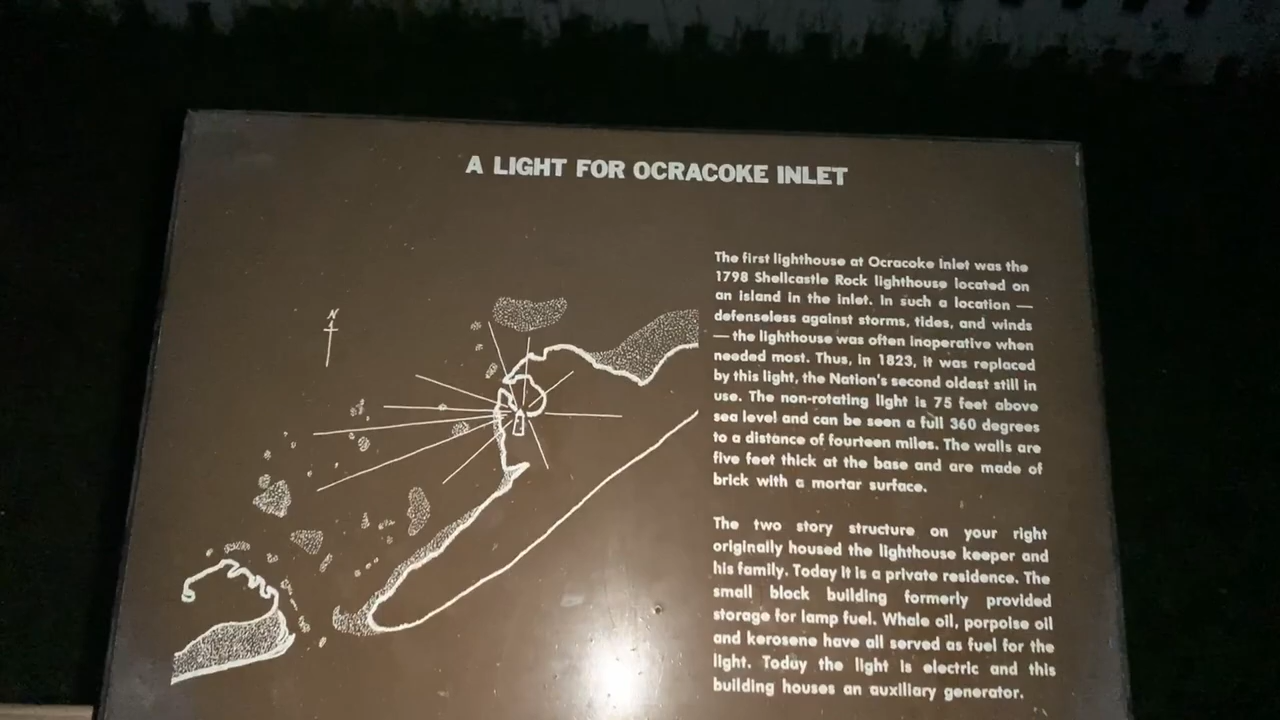 A LIGHT FOR OCRACOKE INLET
N
The first lighthouse at Ocracoke Inlet was the
1798 Shellcastle Rock lighthouse located on
an island in the inlet. In such a location —
defenseless against storms, tides, and winds
— the lighthouse was often inoperative when
needed most. Thus, in 1823, it was replaced
by this light, the Nation's second oldest still in
use. The non-rotating light is 75 feet above
sea level and can be seen a full 360 degrees
to a distance of fourteen miles. The walls are
five feet thick at the base and are made of
brick with a mortar surface.
The two story structure on your right
originally housed the lighthouse keeper and
his family. Today it is a private residence. The
small block building formerly provided
storage for lamp fuel. Whale oil, porpoise oil
and kerosene have all served as fuel for the
light. Today the light is electric and this
building houses an auxiliary generator.